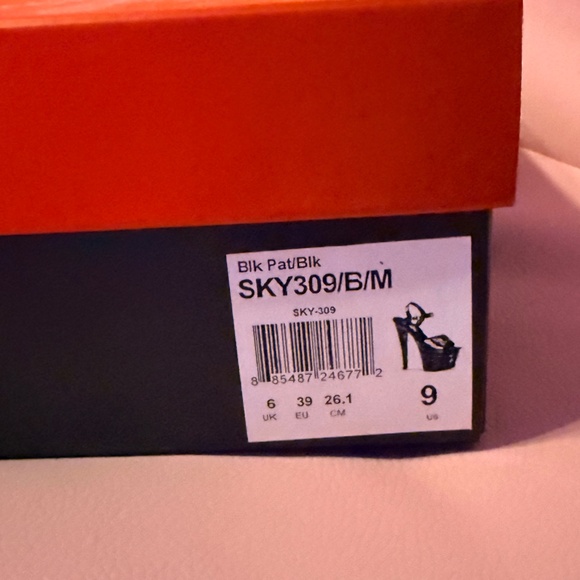 Blk Pat/Blk
SKY309/B/M
SKY-309
8 85487 24677 2
6 39 26.1 9
UK EU CM US